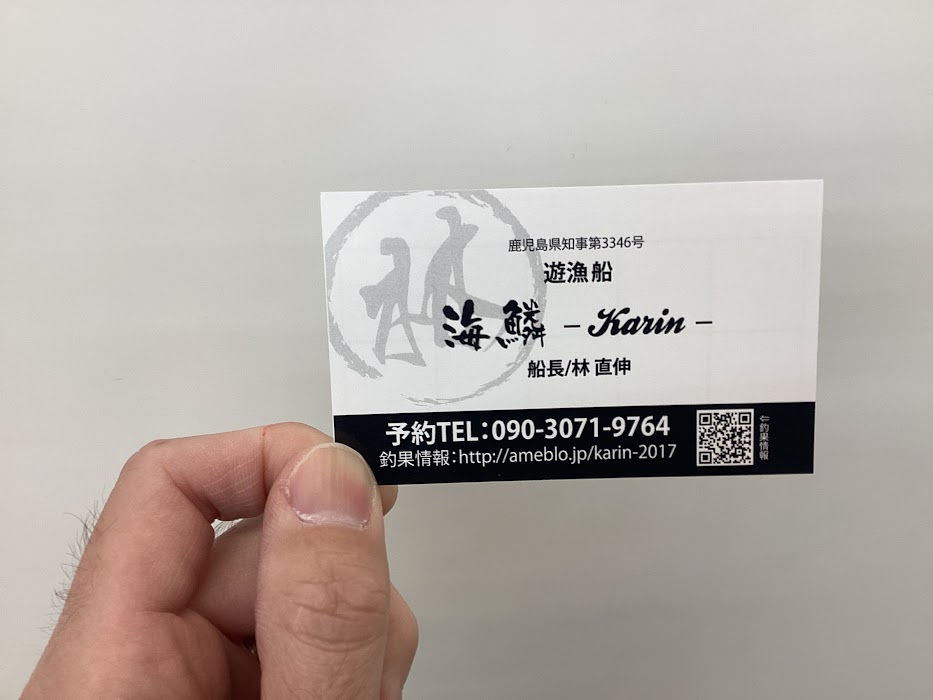 林
鹿児島県知事第3346号
遊漁船
海鱗 – Karin –
船長/林 直伸
予約TEL:090-3071-9764
釣果情報:http://ameblo.jp/karin-2017
⇐釣果情報